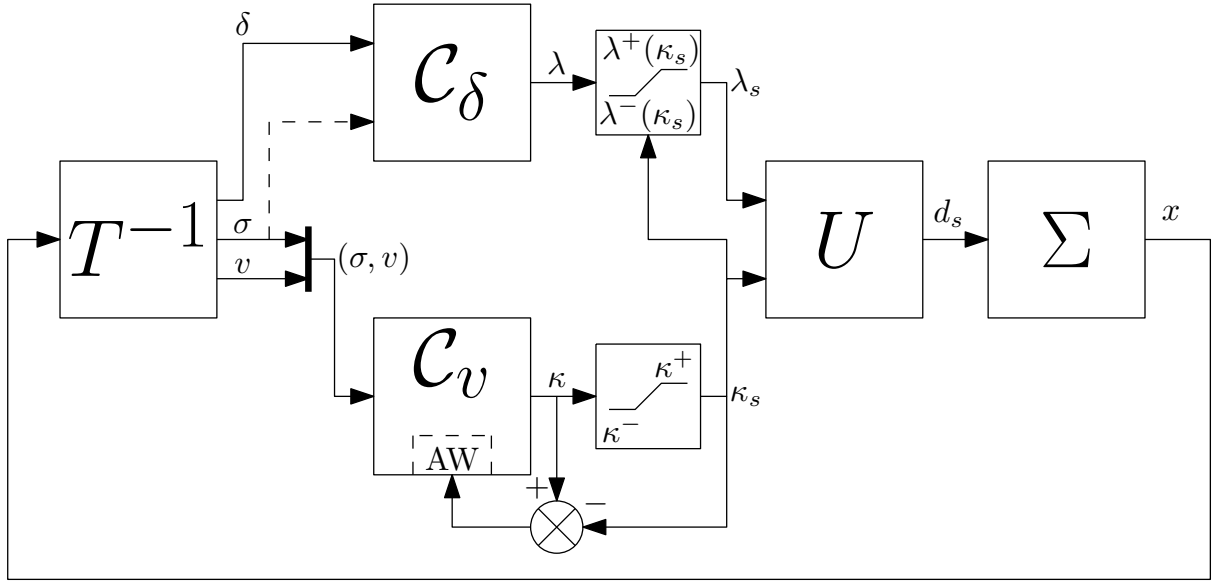 δ
𝒞_δ
λ
λ⁺(κ_s)
λ⁻(κ_s)
λ_s
T⁻¹
σ
v
(σ, v)
U
d_s
Σ
x
𝒞_v
AW
κ
κ⁺
κ⁻
κ_s
+
−